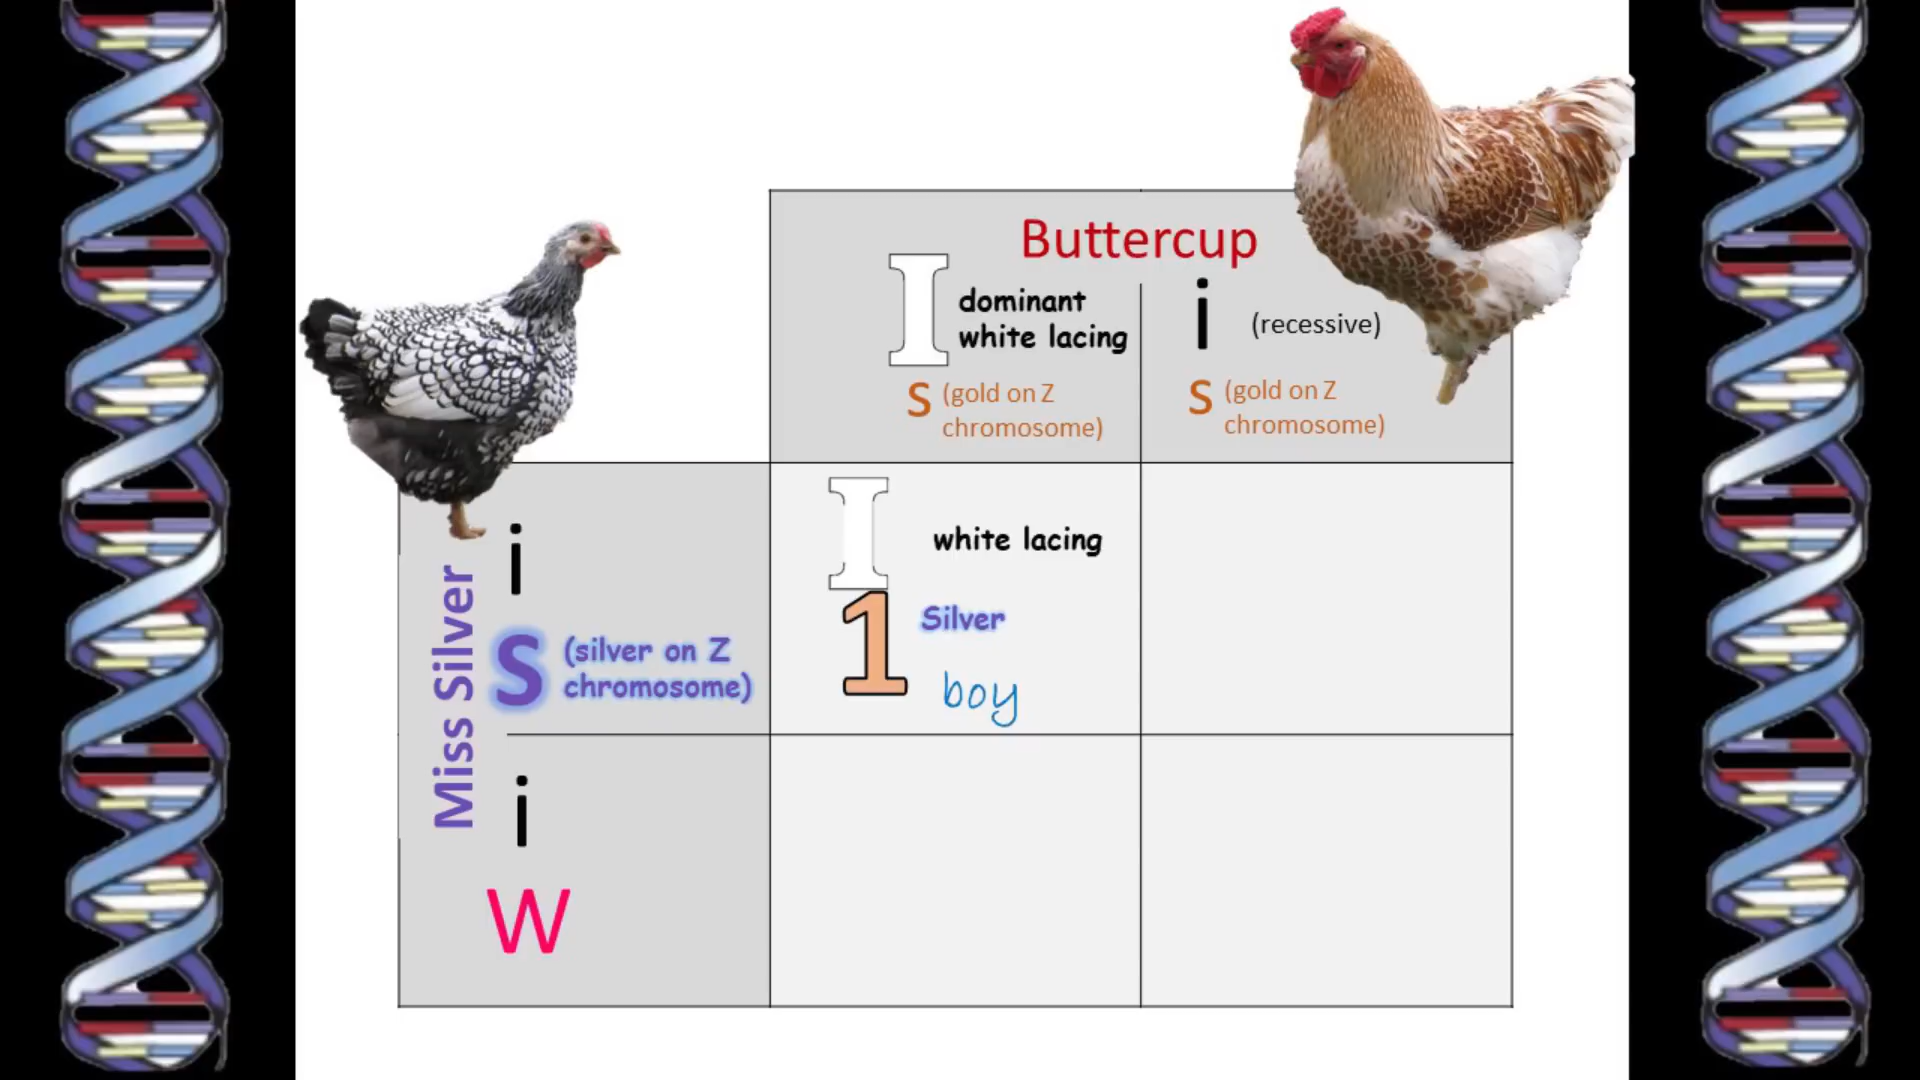 Buttercup
I dominant
white lacing
i (recessive)
s (gold on Z
chromosome)
s (gold on Z
chromosome)
Miss Silver
i
S (silver on Z
chromosome)
I white lacing
1 Silver
boy
i
W